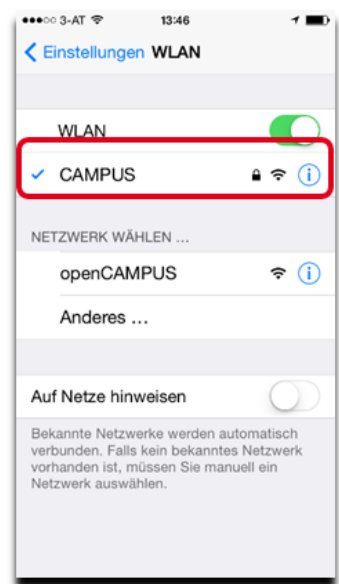 3-AT 13:46
Einstellungen WLAN
WLAN
CAMPUS
NETZWERK WÄHLEN ...
openCAMPUS
Anderes ...
Auf Netze hinweisen
Bekannte Netzwerke werden automatisch
verbunden. Falls kein bekanntes Netzwerk
vorhanden ist, müssen Sie manuell ein
Netzwerk auswählen.